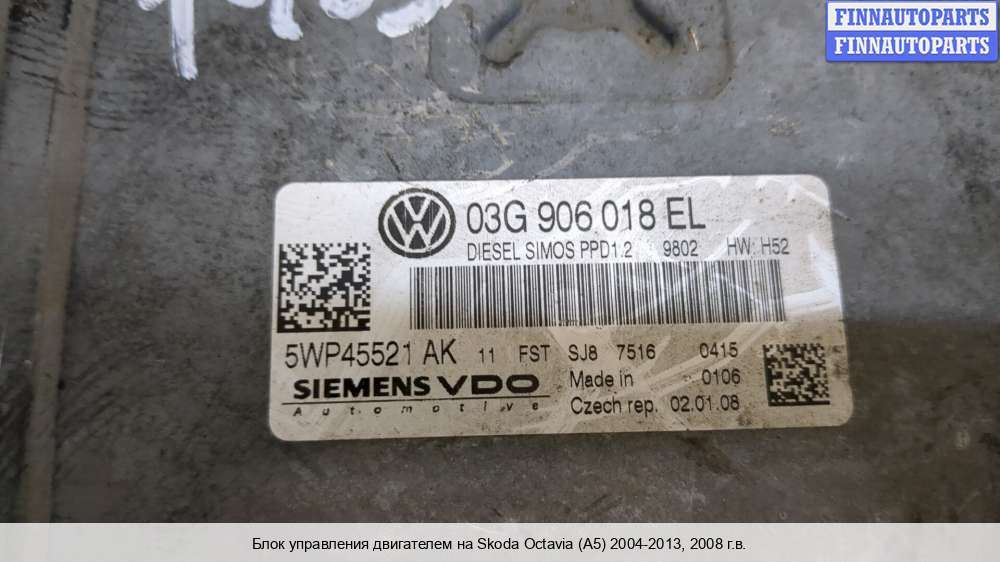 FINNAUTOPARTS
FINNAUTOPARTS
03G 906 018 EL
DIESEL SIMOS PPD1.2 9802 HW: H52
5WP45521 AK 11 FST SJ8 7516 0415
SIEMENS VDO Made in 0106
Automotive Czech rep. 02.01.08
Блок управления двигателем на Skoda Octavia (A5) 2004-2013, 2008 г.в.